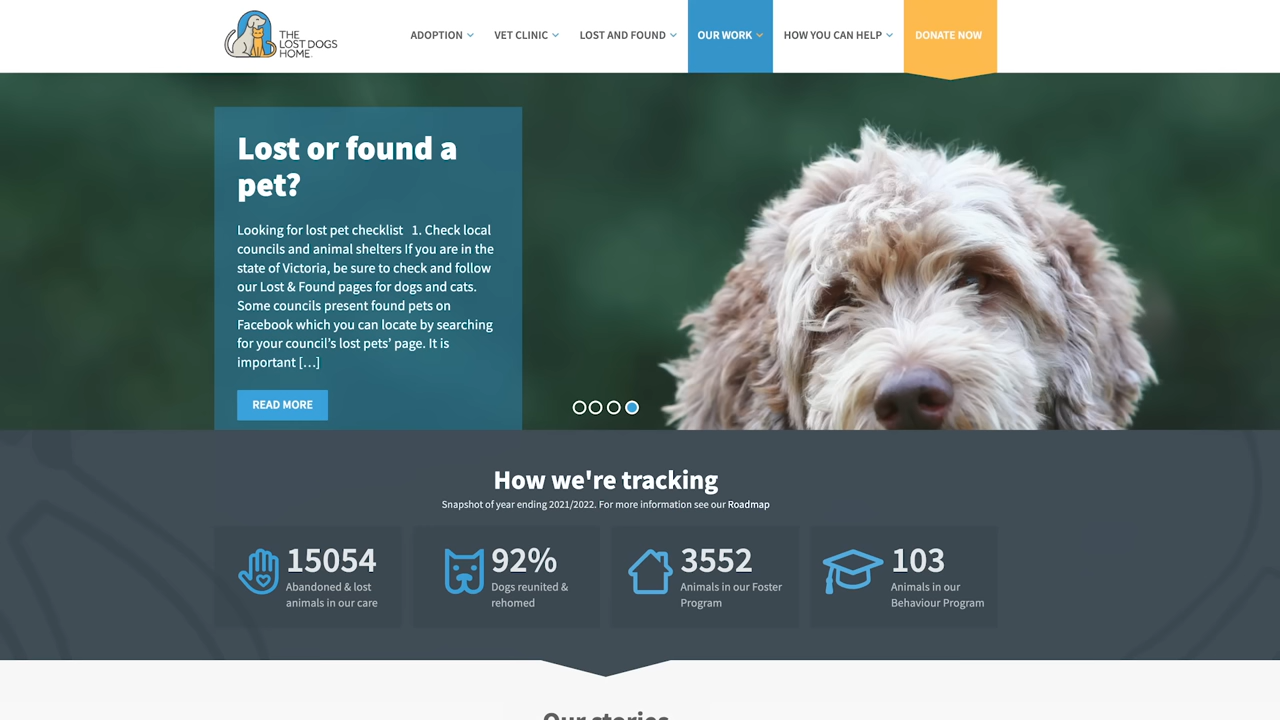 THE
LOST DOGS
HOME.
ADOPTION
VET CLINIC
LOST AND FOUND
OUR WORK
HOW YOU CAN HELP
DONATE NOW
Lost or found a
pet?
Looking for lost pet checklist 1. Check local
councils and animal shelters If you are in the
state of Victoria, be sure to check and follow
our Lost & Found pages for dogs and cats.
Some councils present found pets on
Facebook which you can locate by searching
for your council’s lost pets’ page. It is
important […]
READ MORE
How we're tracking
Snapshot of year ending 2021/2022. For more information see our Roadmap
15054
Abandoned & lost
animals in our care
92%
Dogs reunited &
rehomed
3552
Animals in our Foster
Program
103
Animals in our
Behaviour Program
Our stories